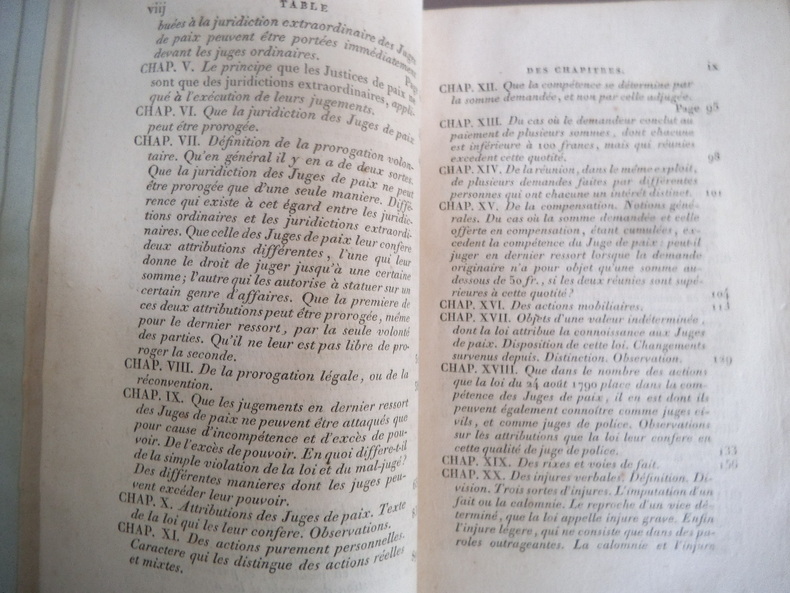 viij
TABLE
buées à la juridiction extraordinaire des Juges
de paix peuvent être portées immédiatement
devant les juges ordinaires.
Page
CHAP. V. Le principe que les Justices de paix ne
sont que des juridictions extraordinaires, appli-
qué à l'exécution de leurs jugements.
CHAP. VI. Que la juridiction des Juges de paix
peut être prorogée.
CHAP. VII. Définition de la prorogation volon-
taire. Qu'en général il y en a de deux sortes.
Que la juridiction des Juges de paix ne peut
être prorogée que d'une seule maniere. Diffé-
rence qui existe à cet égard entre les juridic-
tions ordinaires et les juridictions extraordi-
naires. Que celle des Juges de paix leur confere
deux attributions différentes, l'une qui leur
donne le droit de juger jusqu'à une certaine
somme; l'autre qui les autorise à statuer sur un
certain genre d'affaires. Que la premiere de
ces deux attributions peut être prorogée, même
pour le dernier ressort, par la seule volonté
des parties. Qu'il ne leur est pas libre de pro-
roger la seconde.
CHAP. VIII. De la prorogation légale, ou de la
réconvention.
CHAP. IX. Que les jugements en dernier ressort
des Juges de paix ne peuvent être attaqués que
pour cause d'incompétence et d'excès de pou-
voir. De l'excès de pouvoir. En quoi differe-t-il
de la simple violation de la loi et du mal-jugé?
Des différentes manieres dont les juges peu-
vent excéder leur pouvoir.
CHAP. X. Attributions des Juges de paix. Texte
de la loi qui les leur confere. Observations.
CHAP. XI. Des actions purement personnelles.
Caractere qui les distingue des actions réelles
et mixtes.
DES CHAPITRES.
ix
CHAP. XII. Que la compétence se détermine par
la somme demandée, et non par celle adjugée.
Page 95
CHAP. XIII. Du cas où le demandeur conclut au
paiement de plusieurs sommes, dont chacune
est inférieure à 100 francs, mais qui réunies
excedent cette quotité. 98
CHAP. XIV. De la réunion, dans le même exploit,
de plusieurs demandes faites par différentes
personnes qui ont chacune un intérêt distinct. 101
CHAP. XV. De la compensation. Notions géné-
rales. Du cas où la somme demandée et celle
offerte en compensation, étant cumulées, ex-
cedent la compétence du Juge de paix: peut-il
juger en dernier ressort lorsque la demande
originaire n'a pour objet qu'une somme au-
dessous de 50 fr., si les deux réunies sont supé-
rieures à cette quotité? 104
CHAP. XVI. Des actions mobiliaires. 113
CHAP. XVII. Objets d'une valeur indéterminée,
dont la loi attribue la connoissance aux Juges
de paix. Disposition de cette loi. Changements
survenus depuis. Distinction. Observation. 129
CHAP. XVIII. Que dans le nombre des actions
que la loi du 24 août 1790 place dans la com-
pétence des Juges de paix, il en est dont ils
peuvent également connoître comme juges ci-
vils, et comme juges de police. Observations
sur les attributions que la loi leur confere en
cette qualité de juge de police. 133
CHAP. XIX. Des rixes et voies de fait. 156
CHAP. XX. Des injures verbales. Définition. Di-
vision. Trois sortes d'injures. L'imputation d'un
fait ou la calomnie. Le reproche d'un vice dé-
terminé, que la loi appelle injure grave. Enfin
l'injure légere, qui ne consiste que dans des pa-
roles outrageantes. La calomnie et l'injure